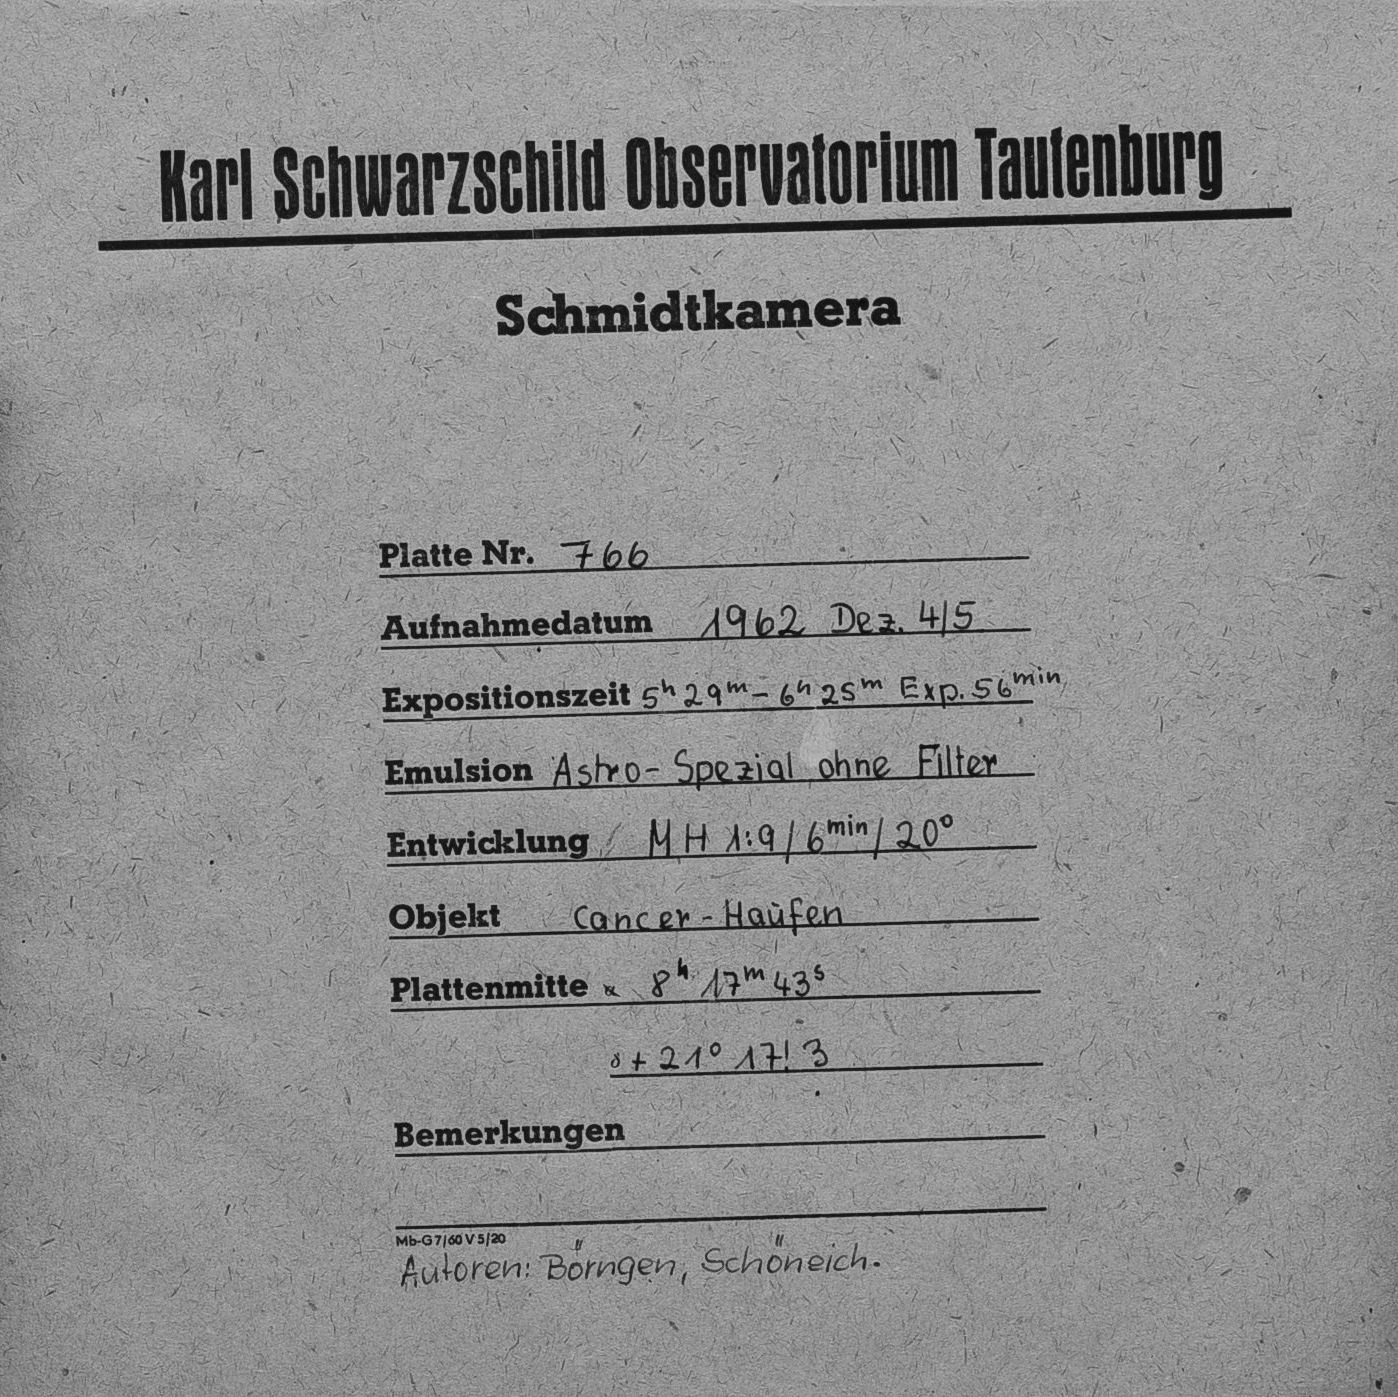 Karl Schwarzschild Observatorium Tautenburg
Schmidtkamera
Platte Nr. 766
Aufnahmedatum 1962 Dez. 4/5
Expositionszeit 5ʰ 29ᵐ – 6ʰ 25ᵐ Exp. 56ᵐⁱⁿ
Emulsion Astro-Spezial ohne Filter
Entwicklung MH 1:9 / 6ᵐⁱⁿ / 20°
Objekt Cancer-Haufen
Plattenmitte α 8ʰ 17ᵐ 43ˢ
δ + 21° 17!3
Bemerkungen
Mb-G 7/60 V 5/20
Autoren: Börngen, Schöneich.